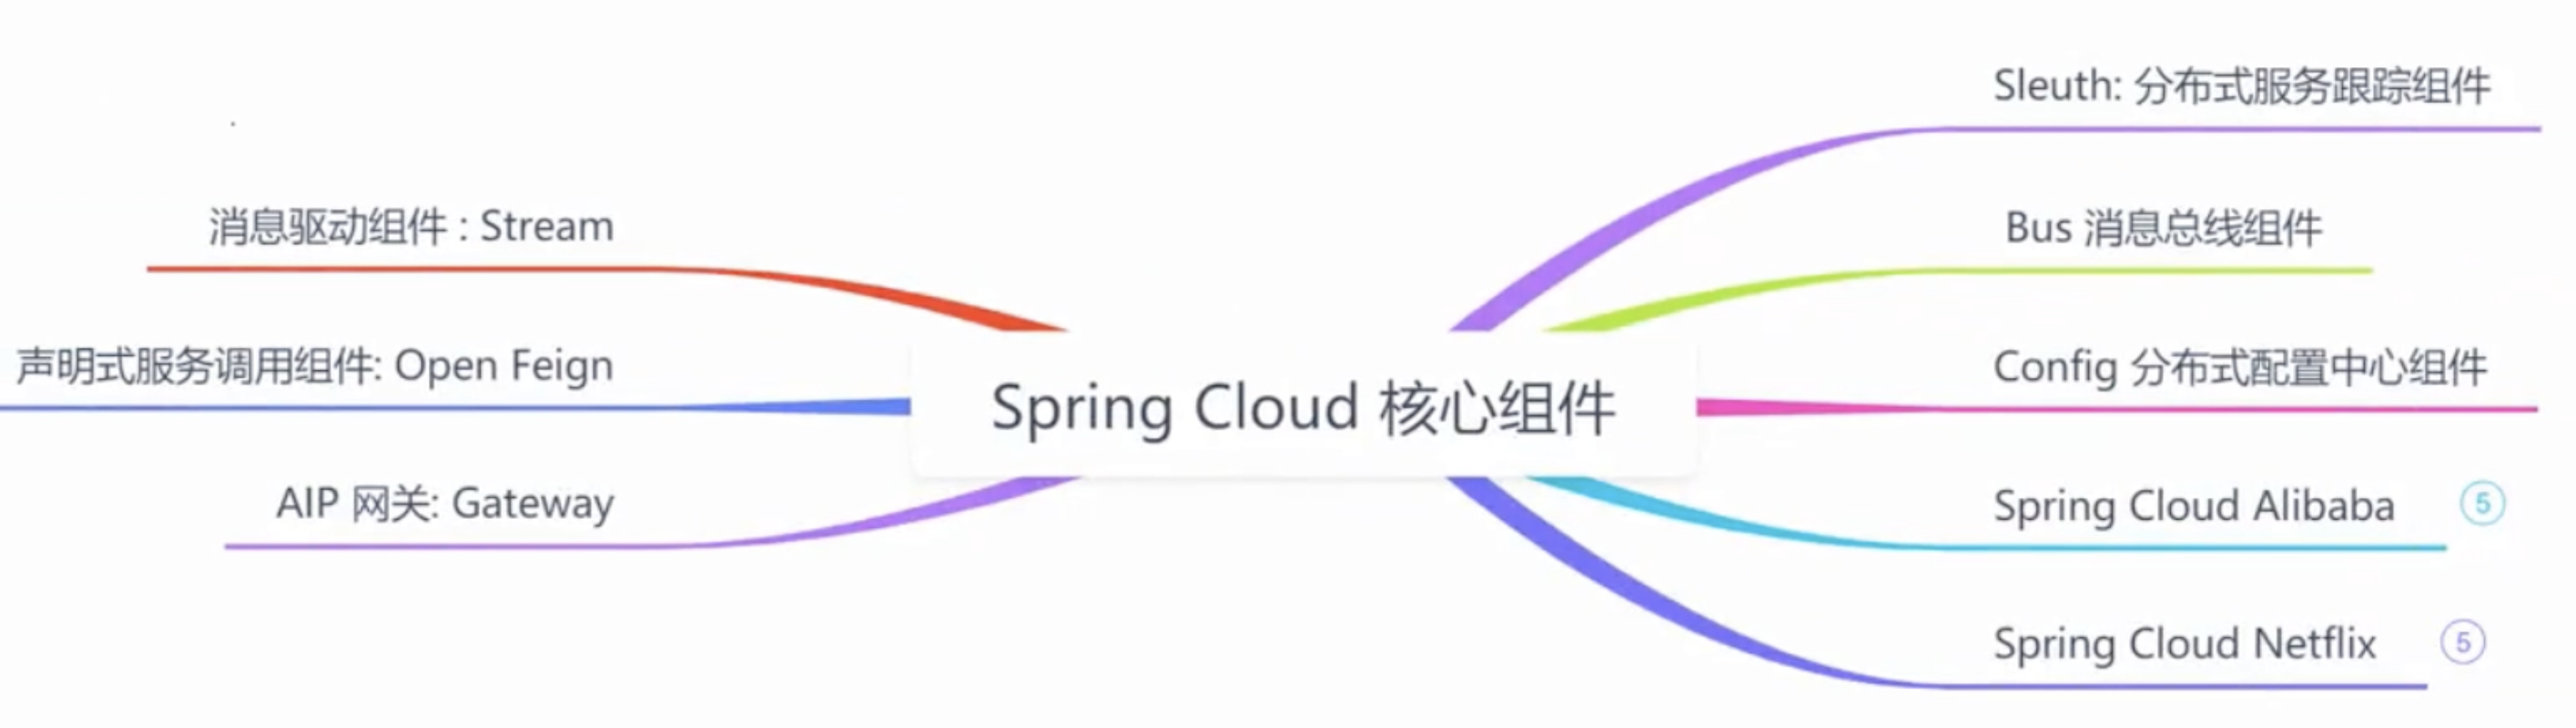 消息驱动组件 : Stream
声明式服务调用组件: Open Feign
AIP 网关: Gateway
Spring Cloud 核心组件
Sleuth: 分布式服务跟踪组件
Bus 消息总线组件
Config 分布式配置中心组件
Spring Cloud Alibaba 5
Spring Cloud Netflix 5